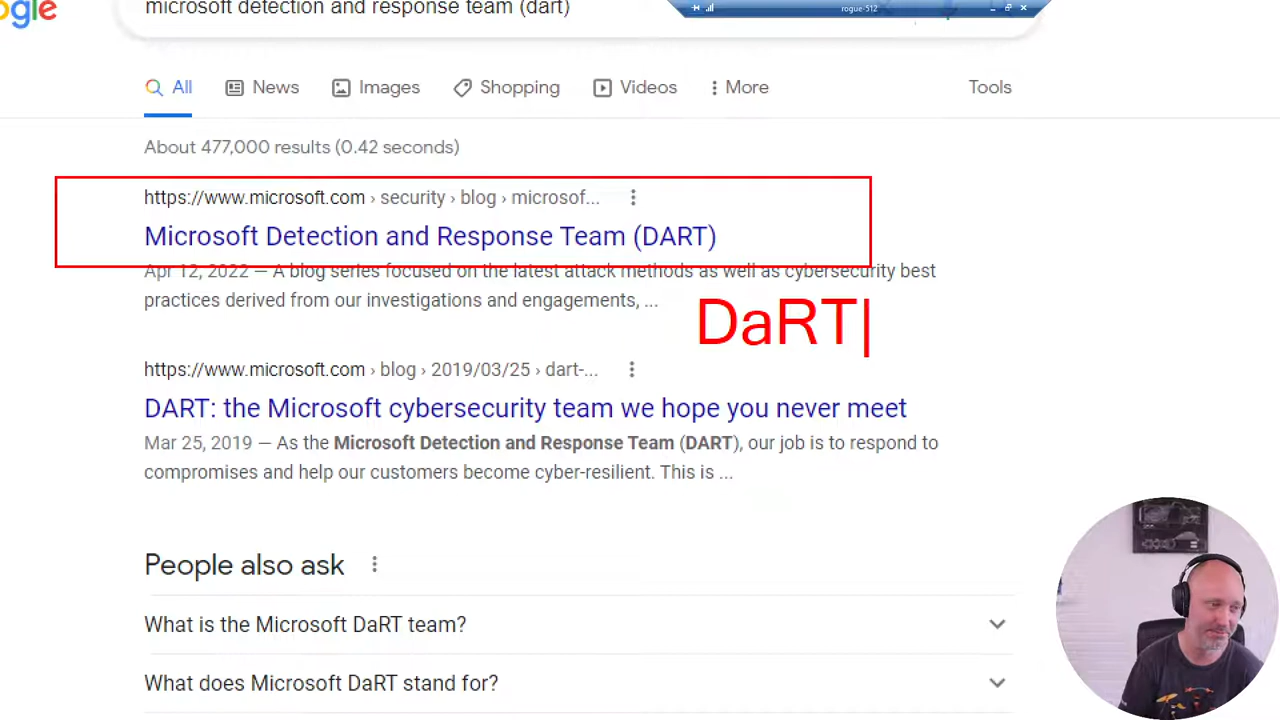 ogle
microsoft detection and response team (dart)
rogue-512
All
News
Images
Shopping
Videos
More
Tools
About 477,000 results (0.42 seconds)
https://www.microsoft.com › security › blog › microsof...
Microsoft Detection and Response Team (DART)
Apr 12, 2022 — A blog series focused on the latest attack methods as well as cybersecurity best
practices derived from our investigations and engagements, ...
DaRT
https://www.microsoft.com › blog › 2019/03/25 › dart-...
DART: the Microsoft cybersecurity team we hope you never meet
Mar 25, 2019 — As the Microsoft Detection and Response Team (DART), our job is to respond to
compromises and help our customers become cyber-resilient. This is ...
People also ask
What is the Microsoft DaRT team?
What does Microsoft DaRT stand for?